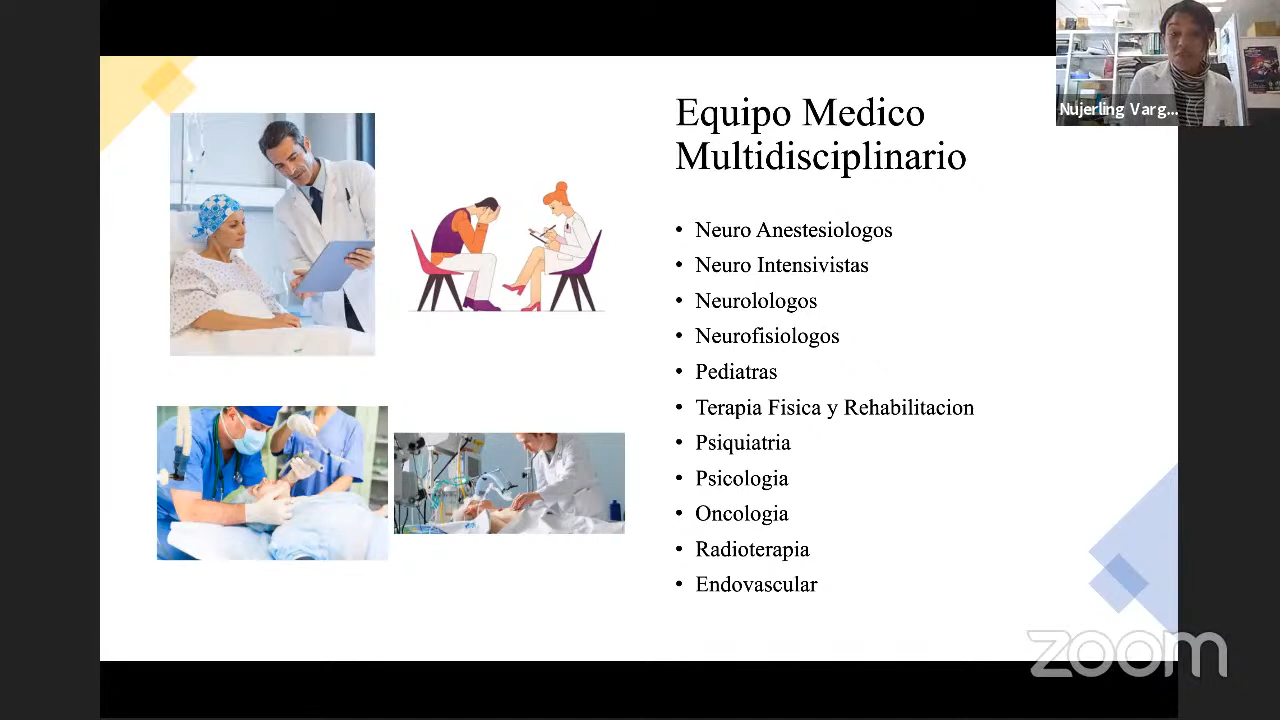 Equipo Medico
Multidisciplinario
• Neuro Anestesiologos
• Neuro Intensivistas
• Neurolologos
• Neurofisiologos
• Pediatras
• Terapia Fisica y Rehabilitacion
• Psiquiatria
• Psicologia
• Oncologia
• Radioterapia
• Endovascular
Nujerling Varg...
zoom